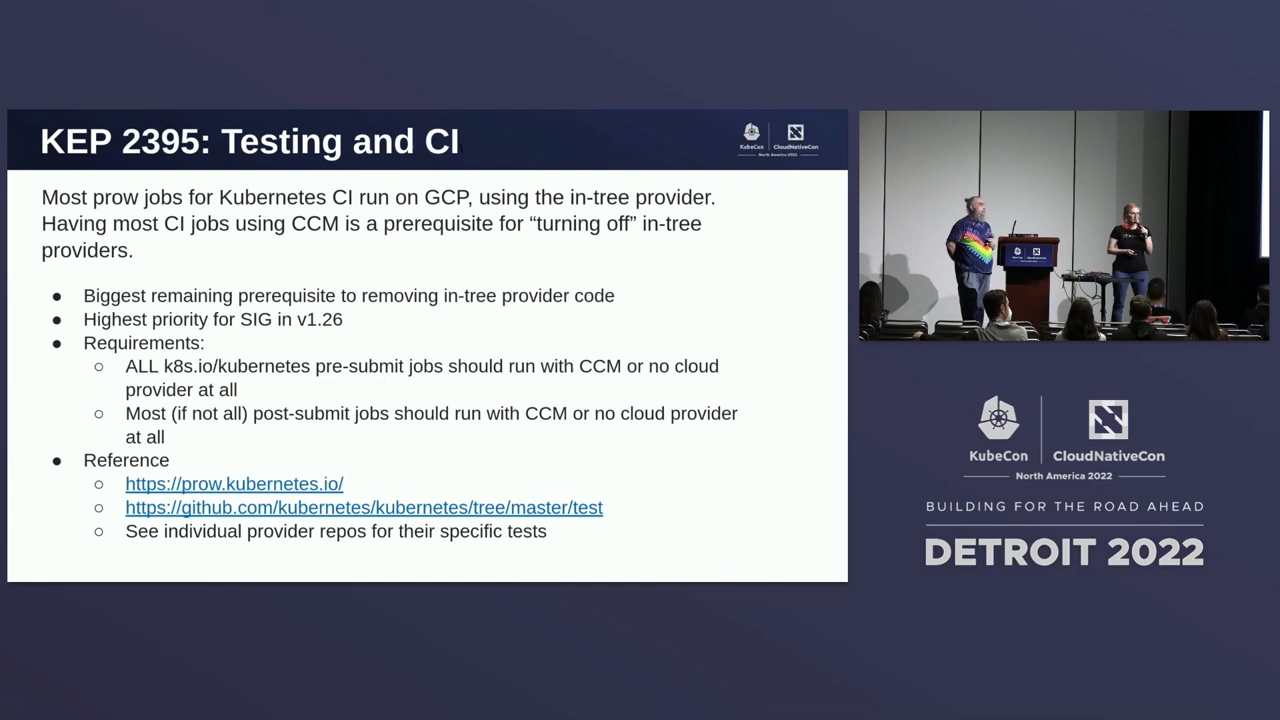 KEP 2395: Testing and CI
KubeCon
CloudNativeCon
North America 2022
Most prow jobs for Kubernetes CI run on GCP, using the in-tree provider.
Having most CI jobs using CCM is a prerequisite for “turning off” in-tree
providers.
● Biggest remaining prerequisite to removing in-tree provider code
● Highest priority for SIG in v1.26
● Requirements:
○ ALL k8s.io/kubernetes pre-submit jobs should run with CCM or no cloud
provider at all
○ Most (if not all) post-submit jobs should run with CCM or no cloud provider
at all
● Reference
○ https://prow.kubernetes.io/
○ https://github.com/kubernetes/kubernetes/tree/master/test
○ See individual provider repos for their specific tests
KubeCon
CloudNativeCon
North America 2022
BUILDING FOR THE ROAD AHEAD
DETROIT 2022